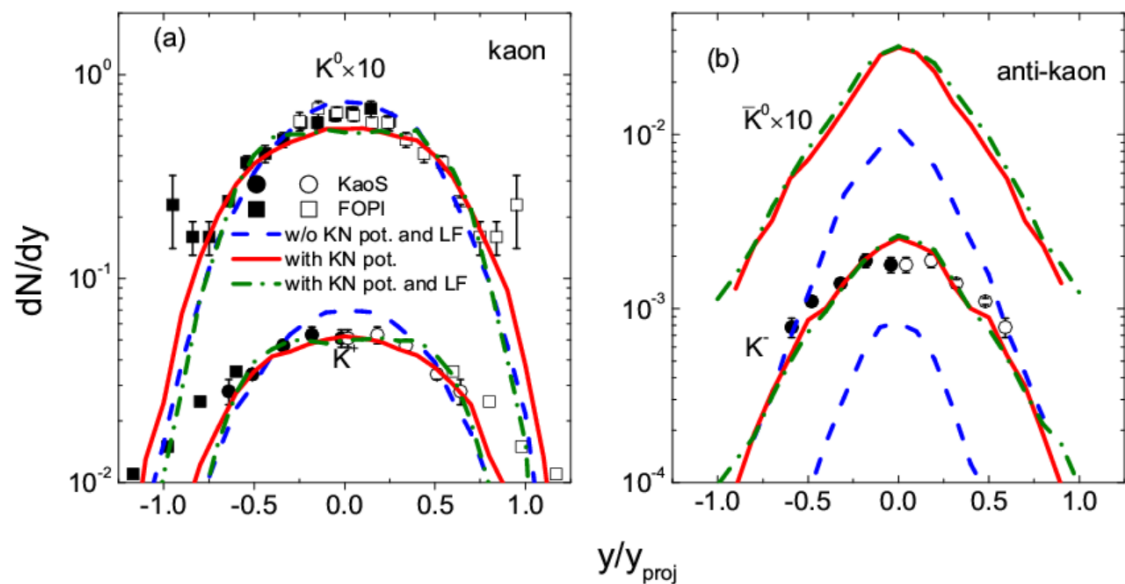 (a)
kaon
K⁰×10
KaoS
FOPI
w/o KN pot. and LF
with KN pot.
with KN pot. and LF
K⁺
dN/dy
10⁰
10⁻¹
10⁻²
-1.0 -0.5 0.0 0.5 1.0
(b)
anti-kaon
K̄⁰×10
K⁻
10⁻²
10⁻³
10⁻⁴
-1.0 -0.5 0.0 0.5 1.0
y/y_proj